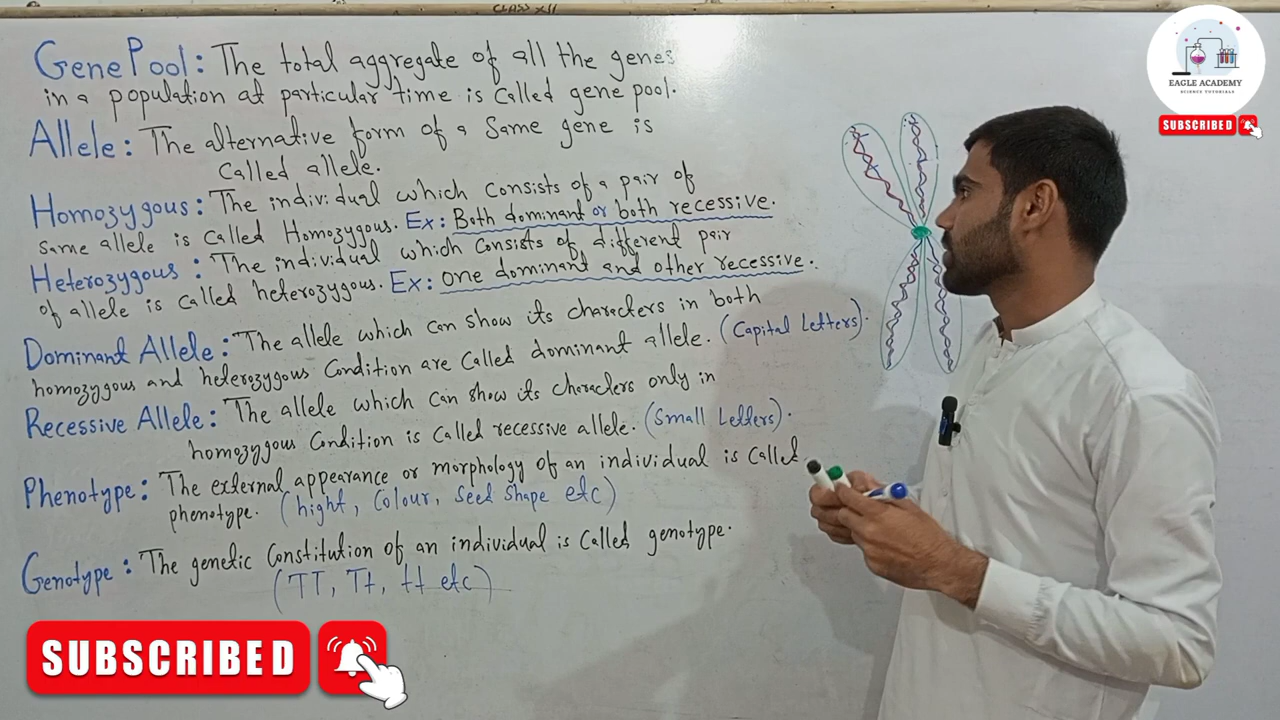 CLASS XII
Gene Pool: The total aggregate of all the genes
in a population at particular time is called gene pool.
Allele: The alternative form of a Same gene is
Called allele.
Homozygous: The individual which consists of a pair of
same allele is called Homozygous. Ex: Both dominant or both recessive.
Heterozygous: The individual which consists of different pair
of allele is called heterozygous. Ex: one dominant and other recessive.
Dominant Allele: The allele which can show its characters in both
homozygous and heterozygous Condition are Called dominant allele. (Capital Letters).
Recessive Allele: The allele which can show its characters only in
homozygous Condition is Called recessive allele. (Small Letters).
Phenotype: The external appearance or morphology of an individual is Called
phenotype. (hight, Colour, Seed Shape etc)
Genotype: The genetic Constitution of an individual is Called genotype.
(TT, Tt, tt etc)
EAGLE ACADEMY
SCIENCE TUTORIALS
SUBSCRIBED
SUBSCRIBED